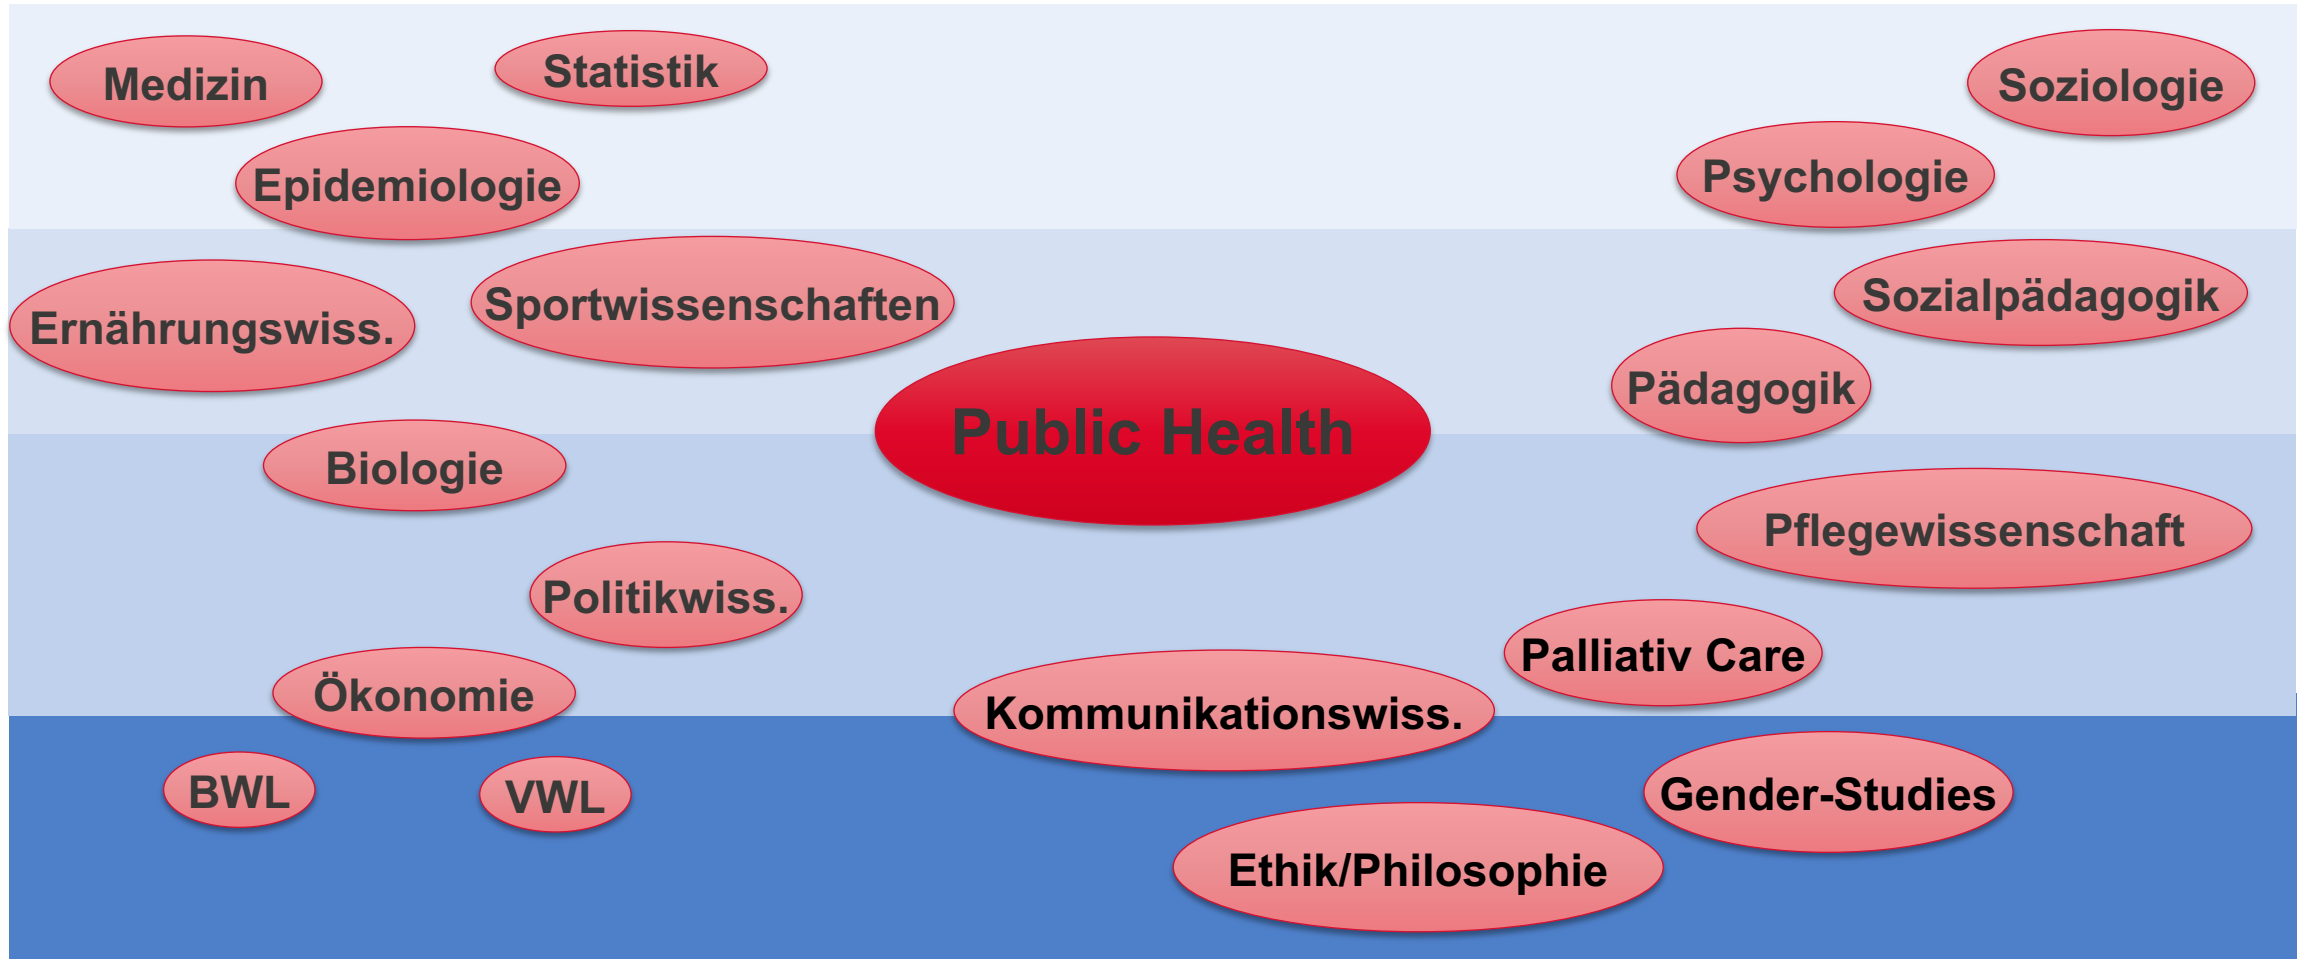 Medizin
Statistik
Soziologie
Epidemiologie
Psychologie
Ernährungswiss.
Sportwissenschaften
Sozialpädagogik
Pädagogik
Public Health
Biologie
Pflegewissenschaft
Politikwiss.
Palliativ Care
Ökonomie
Kommunikationswiss.
BWL
VWL
Gender-Studies
Ethik/Philosophie